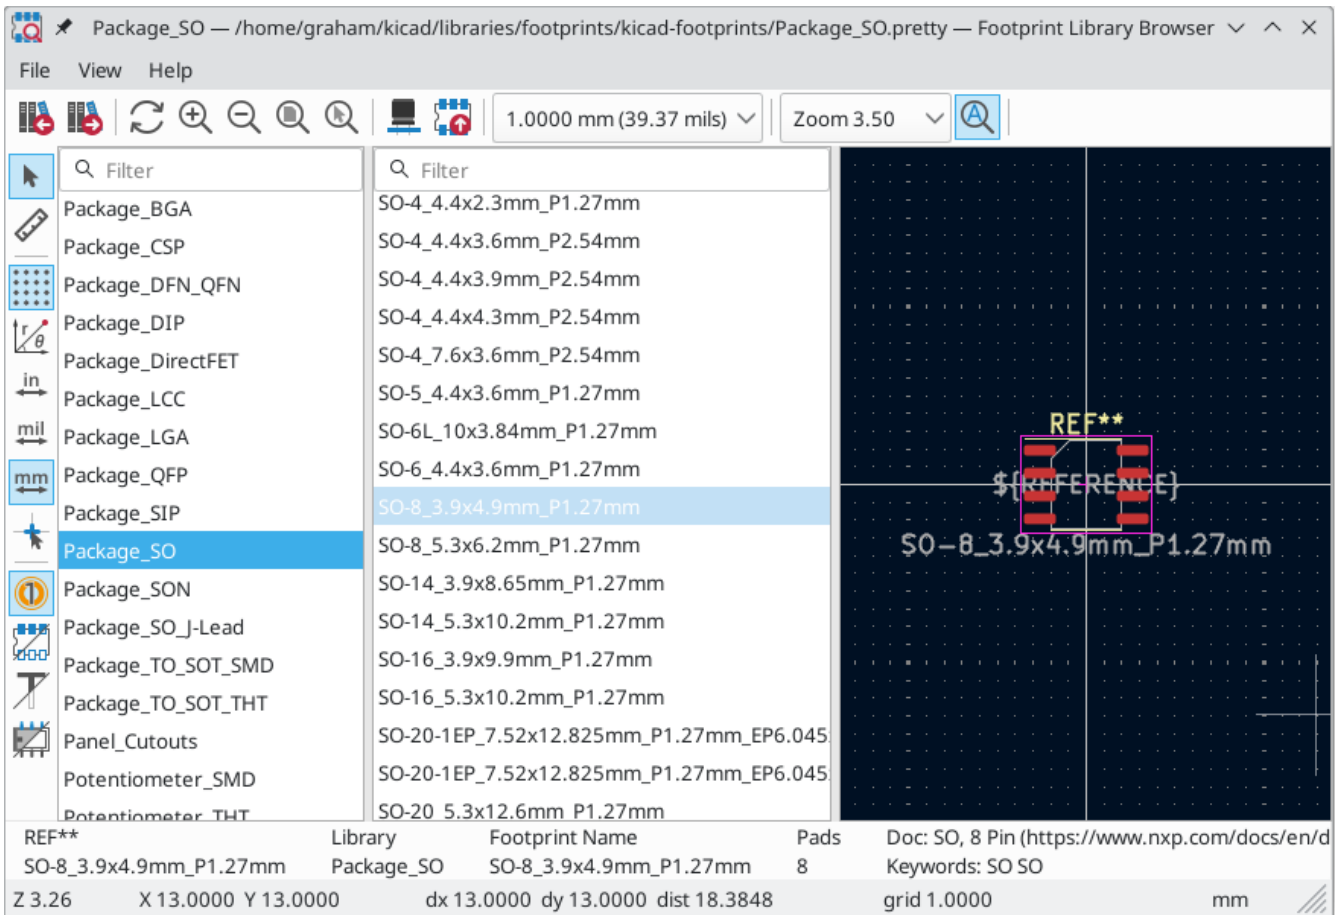 Package_SO — /home/graham/kicad/libraries/footprints/kicad-footprints/Package_SO.pretty — Footprint Library Browser
File View Help
1.0000 mm (39.37 mils) Zoom 3.50 A
Filter
Package_BGA
Package_CSP
Package_DFN_QFN
Package_DIP
Package_DirectFET
Package_LCC
Package_LGA
Package_QFP
Package_SIP
Package_SO
Package_SON
Package_SO_J-Lead
Package_TO_SOT_SMD
Package_TO_SOT_THT
Panel_Cutouts
Potentiometer_SMD
Potentiometer_THT
r
θ
in
mil
mm
1
T
Filter
SO-4_4.4x2.3mm_P1.27mm
SO-4_4.4x3.6mm_P2.54mm
SO-4_4.4x3.9mm_P2.54mm
SO-4_4.4x4.3mm_P2.54mm
SO-4_7.6x3.6mm_P2.54mm
SO-5_4.4x3.6mm_P1.27mm
SO-6L_10x3.84mm_P1.27mm
SO-6_4.4x3.6mm_P1.27mm
SO-8_3.9x4.9mm_P1.27mm
SO-8_5.3x6.2mm_P1.27mm
SO-14_3.9x8.65mm_P1.27mm
SO-14_5.3x10.2mm_P1.27mm
SO-16_3.9x9.9mm_P1.27mm
SO-16_5.3x10.2mm_P1.27mm
SO-20-1EP_7.52x12.825mm_P1.27mm_EP6.045
SO-20-1EP_7.52x12.825mm_P1.27mm_EP6.045
SO-20_5.3x12.6mm_P1.27mm
REF**
${REFERENCE}
SO-8_3.9x4.9mm_P1.27mm
REF** Library Footprint Name Pads Doc: SO, 8 Pin (https://www.nxp.com/docs/en/d
SO-8_3.9x4.9mm_P1.27mm Package_SO SO-8_3.9x4.9mm_P1.27mm 8 Keywords: SO SO
Z 3.26 X 13.0000 Y 13.0000 dx 13.0000 dy 13.0000 dist 18.3848 grid 1.0000 mm